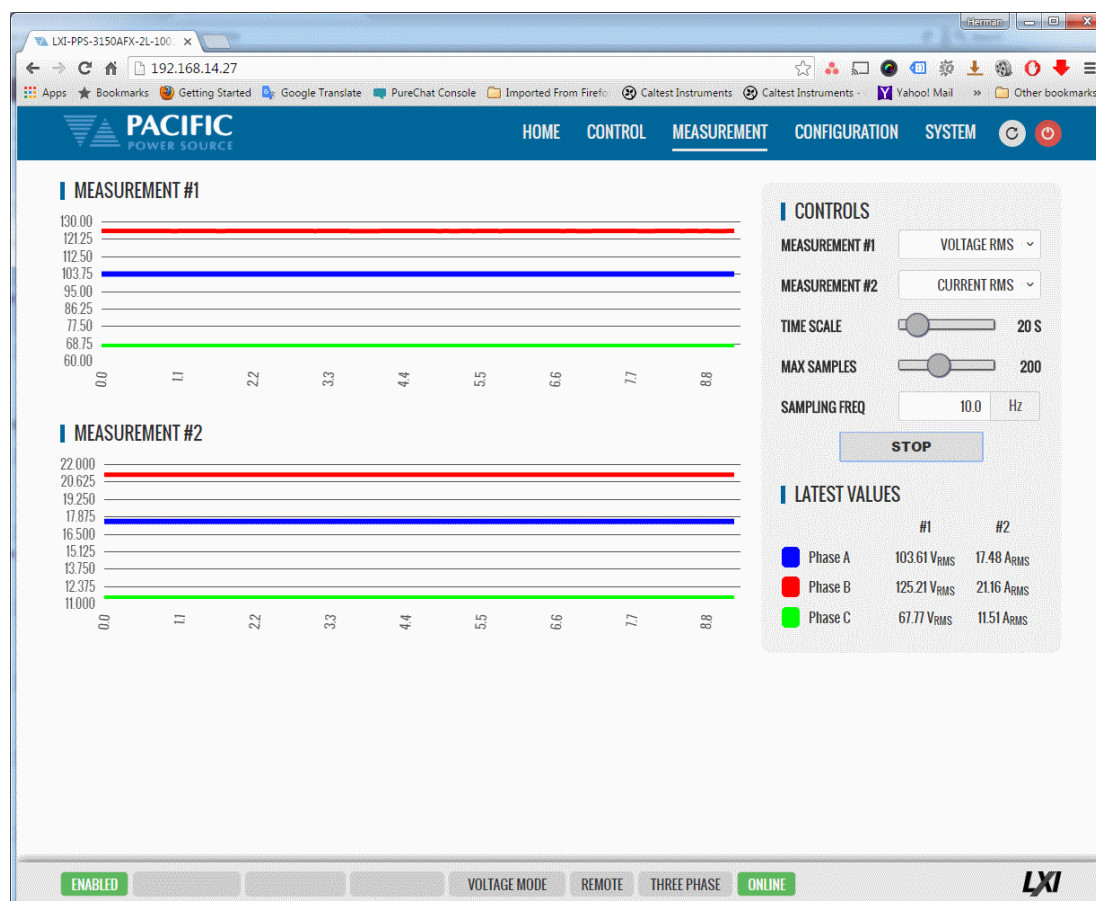 Herman
LXI-PPS-3150AFX-2L-100
192.168.14.27
Apps Bookmarks Getting Started Google Translate PureChat Console Imported From Firefo Caltest Instruments Caltest Instruments - Yahoo! Mail » Other bookmarks
PACIFIC
POWER SOURCE
HOME CONTROL MEASUREMENT CONFIGURATION SYSTEM
MEASUREMENT #1
130.00
121.25
112.50
103.75
95.00
86.25
77.50
68.75
60.00
0.0 1.1 2.2 3.3 4.4 5.5 6.6 7.7 8.8
MEASUREMENT #2
22.000
20.625
19.250
17.875
16.500
15.125
13.750
12.375
11.000
0.0 1.1 2.2 3.3 4.4 5.5 6.6 7.7 8.8
CONTROLS
MEASUREMENT #1 VOLTAGE RMS
MEASUREMENT #2 CURRENT RMS
TIME SCALE 20 S
MAX SAMPLES 200
SAMPLING FREQ 10.0 Hz
STOP
LATEST VALUES
#1 #2
Phase A 103.61 VRMS 17.48 ARMS
Phase B 125.21 VRMS 21.16 ARMS
Phase C 67.77 VRMS 11.51 ARMS
ENABLED VOLTAGE MODE REMOTE THREE PHASE ONLINE
LXI